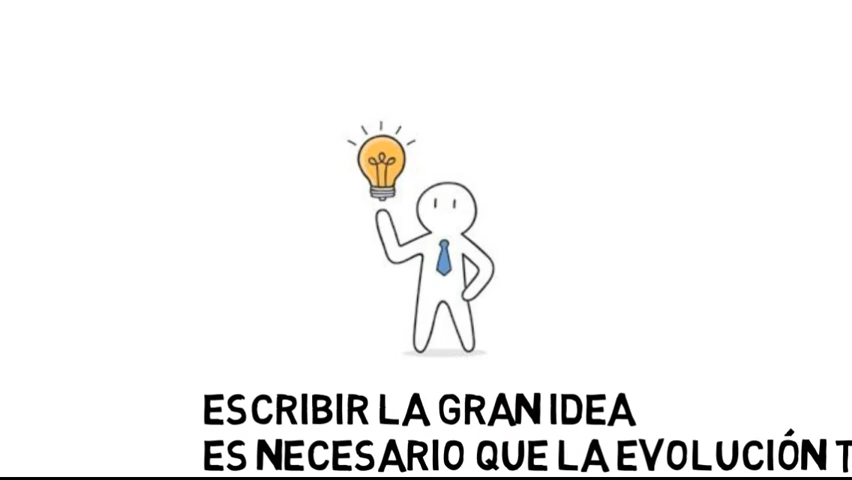 ESCRIBIR LA GRAN IDEA
ES NECESARIO QUE LA EVOLUCIÓN